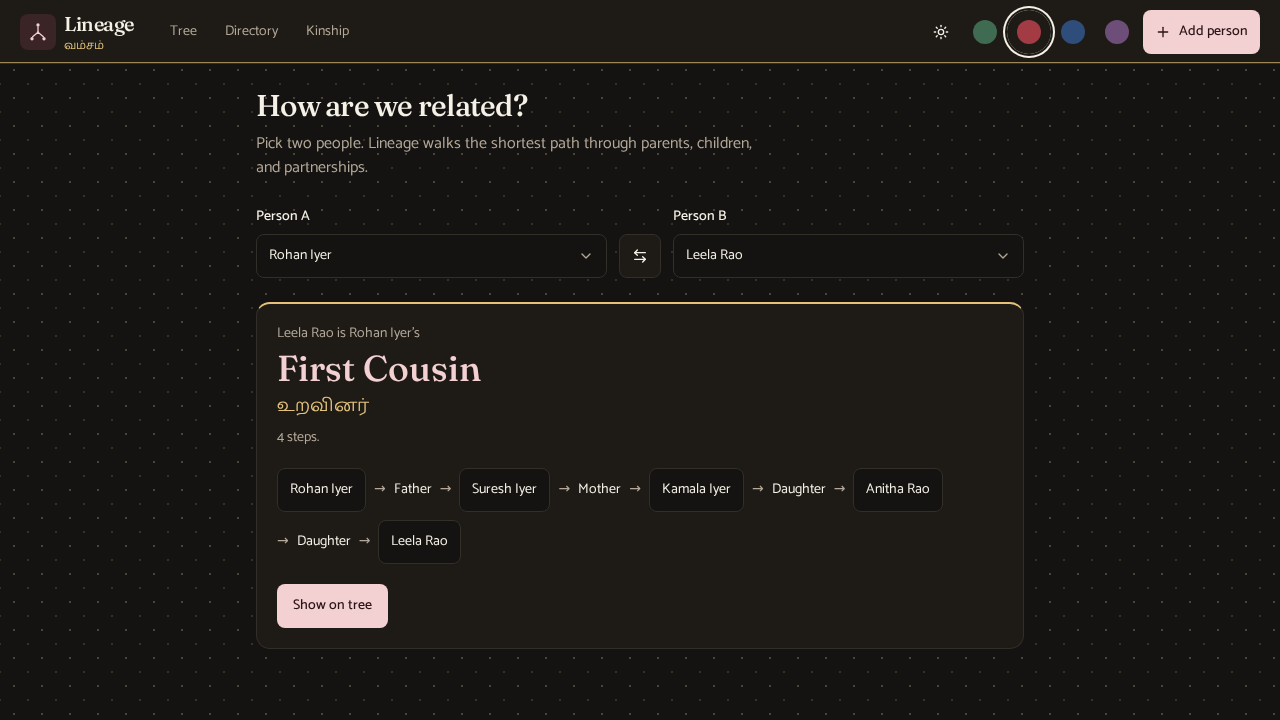 Lineage
வம்சம்
Tree
Directory
Kinship
Add person
How are we related?
Pick two people. Lineage walks the shortest path through parents, children,
and partnerships.
Person A
Person B
Rohan Iyer
Leela Rao
Leela Rao is Rohan Iyer's
First Cousin
உறவினர்
4 steps.
Rohan Iyer → Father → Suresh Iyer → Mother → Kamala Iyer → Daughter → Anitha Rao
→ Daughter → Leela Rao
Show on tree